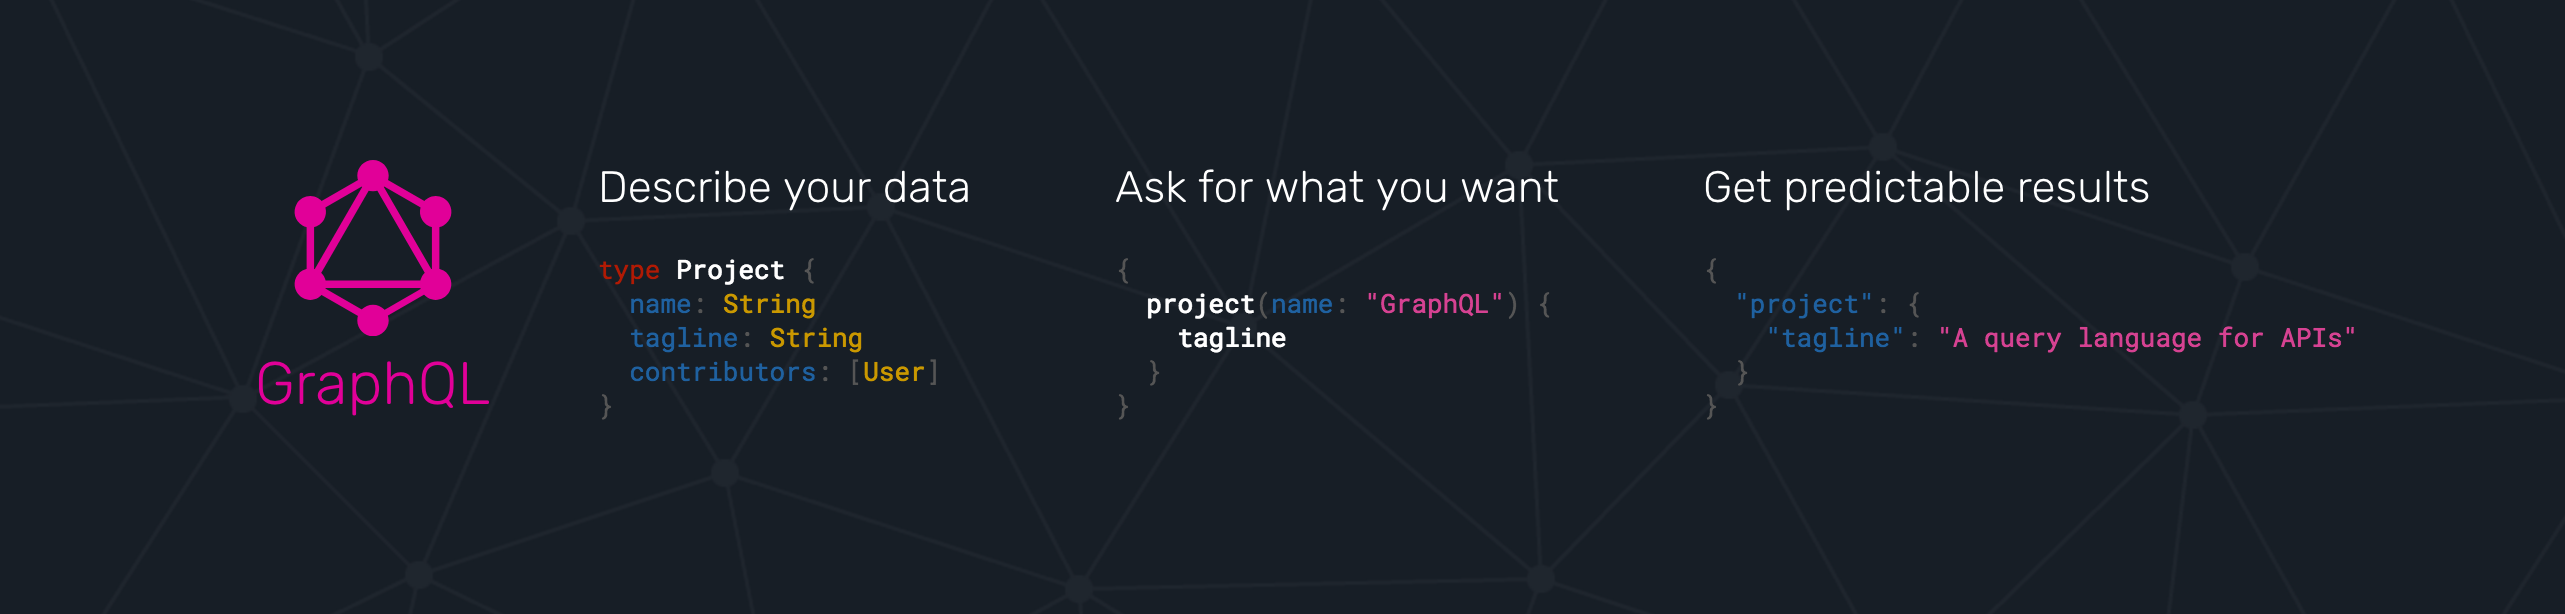 GraphQL
Describe your data
type Project {
  name: String
  tagline: String
  contributors: [User]
}
Ask for what you want
{
  project(name: "GraphQL") {
    tagline
  }
}
Get predictable results
{
  "project": {
    "tagline": "A query language for APIs"
  }
}